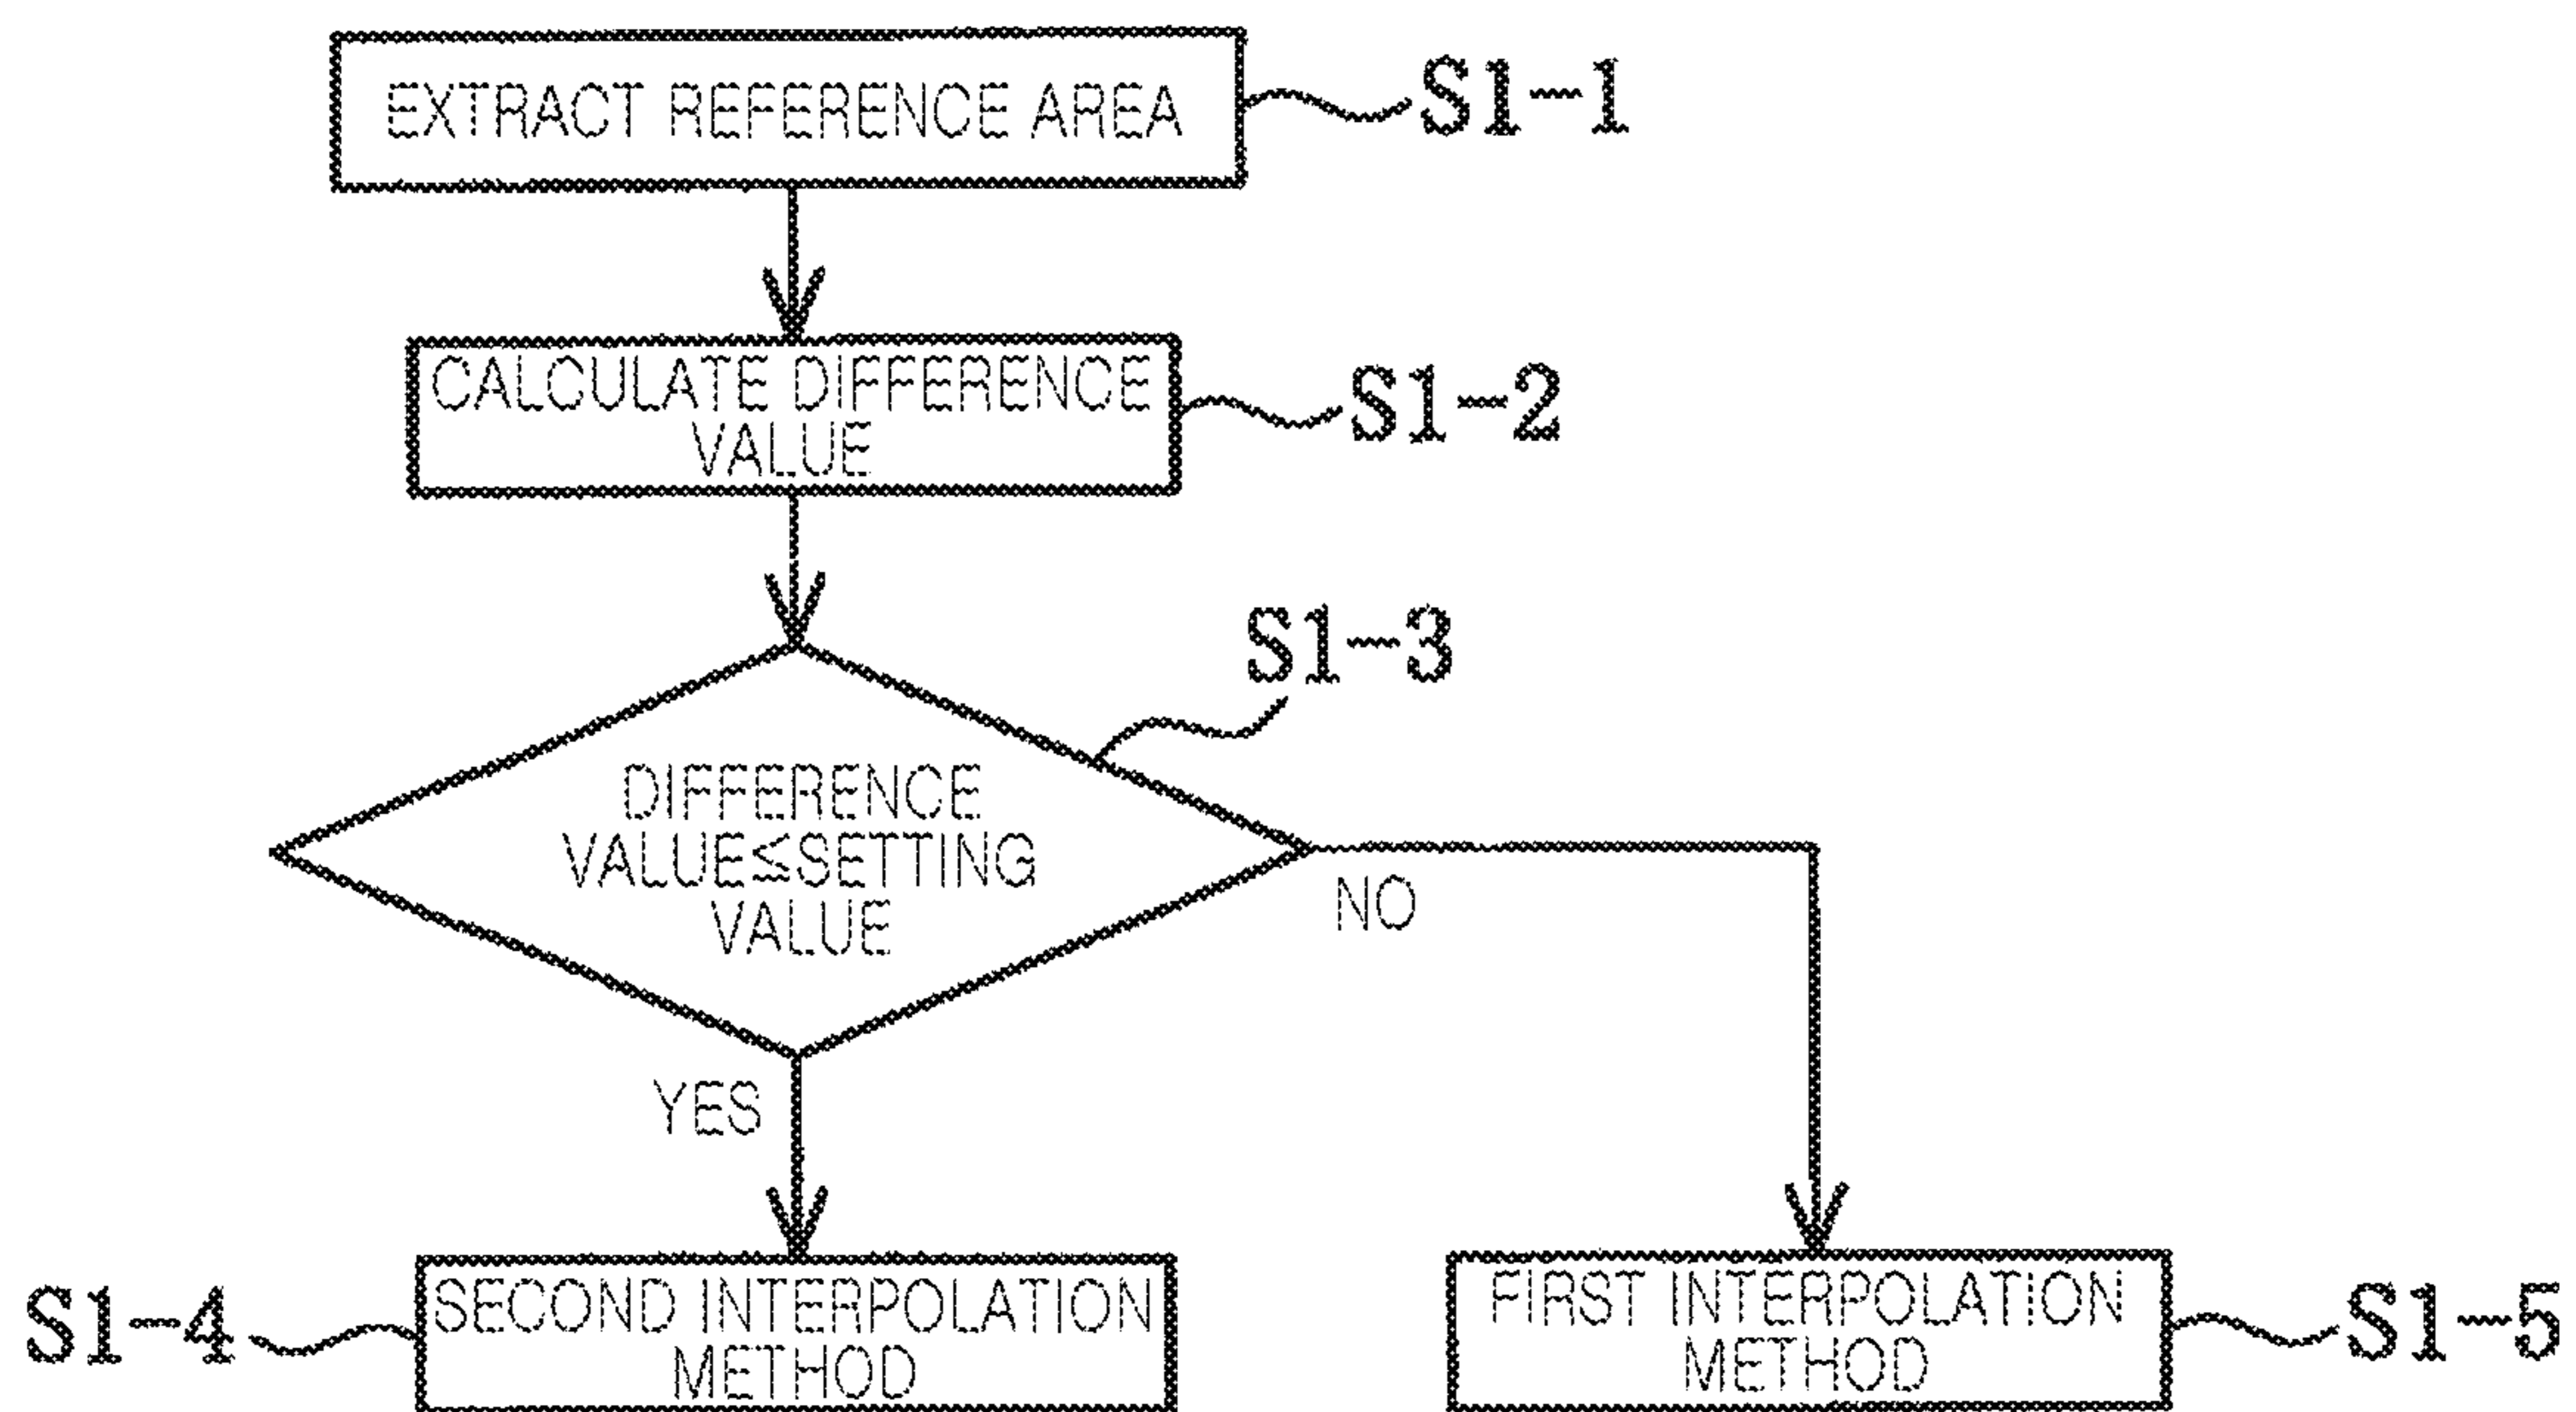 EXTRACT REFERENCE AREA
S1-1
CALCULATE DIFFERENCE
VALUE
S1-2
S1-3
DIFFERENCE
VALUE≦SETTING
VALUE
NO
YES
S1-4
SECOND INTERPOLATION
METHOD
FIRST INTERPOLATION
METHOD
S1-5